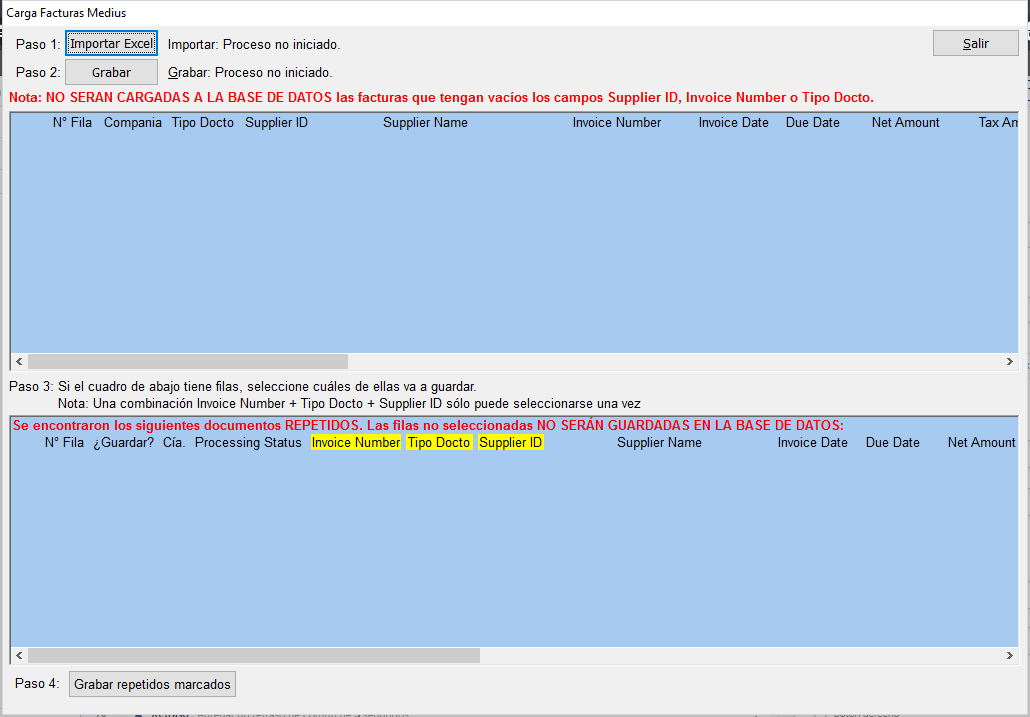 Carga Facturas Medius
Paso 1: Importar Excel Importar: Proceso no iniciado. Salir
Paso 2: Grabar Grabar: Proceso no iniciado.
Nota: NO SERAN CARGADAS A LA BASE DE DATOS las facturas que tengan vacíos los campos Supplier ID, Invoice Number o Tipo Docto.
N° Fila Compania Tipo Docto Supplier ID Supplier Name Invoice Number Invoice Date Due Date Net Amount Tax Am
Paso 3: Si el cuadro de abajo tiene filas, seleccione cuáles de ellas va a guardar.
Nota: Una combinación Invoice Number + Tipo Docto + Supplier ID sólo puede seleccionarse una vez
Se encontraron los siguientes documentos REPETIDOS. Las filas no seleccionadas NO SERÁN GUARDADAS EN LA BASE DE DATOS:
N° Fila ¿Guardar? Cía. Processing Status Invoice Number Tipo Docto Supplier ID Supplier Name Invoice Date Due Date Net Amount
Paso 4: Grabar repetidos marcados